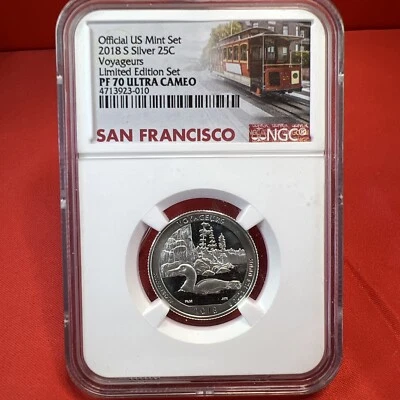 Official US Mint Set
2018 S Silver 25C
Voyageurs
Limited Edition Set
PF 70 ULTRA CAMEO
4713923-010
SAN FRANCISCO
NGC®
VOYAGEURS
2018